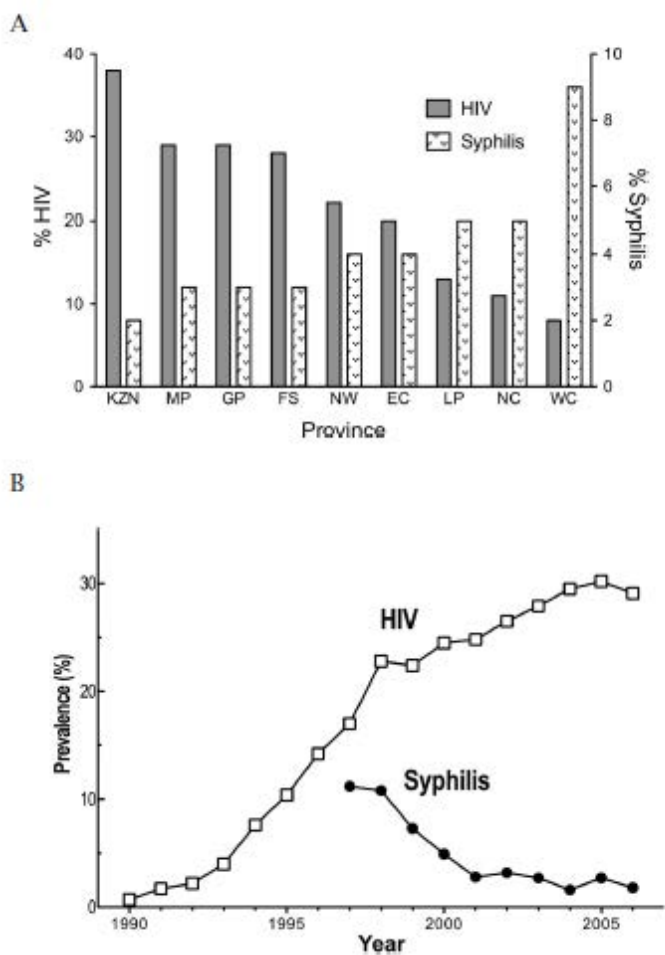 A
40
30
20
10
0
% HIV
10
8
6
4
2
0
% Syphilis
HIV
Syphilis
KZN MP GP FS NW EC LP NC WC
Province
B
30
20
10
0
Prevalence (%)
HIV
Syphilis
1990 1995 2000 2005
Year